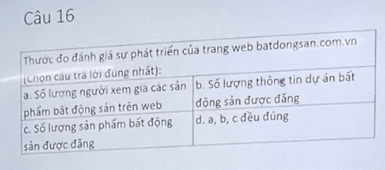 Câu 16
Thước đo đánh giá sự phát triển của trang web batdongsan.com.vn
(Chọn câu trả lời đúng nhất):
a. Số lượng người xem giá các sản phẩm bất động sản trên web
b. Số lượng thông tin dự án bất động sản được đăng
c. Số lượng sản phẩm bất động sản được đăng
d. a, b, c đều đúng